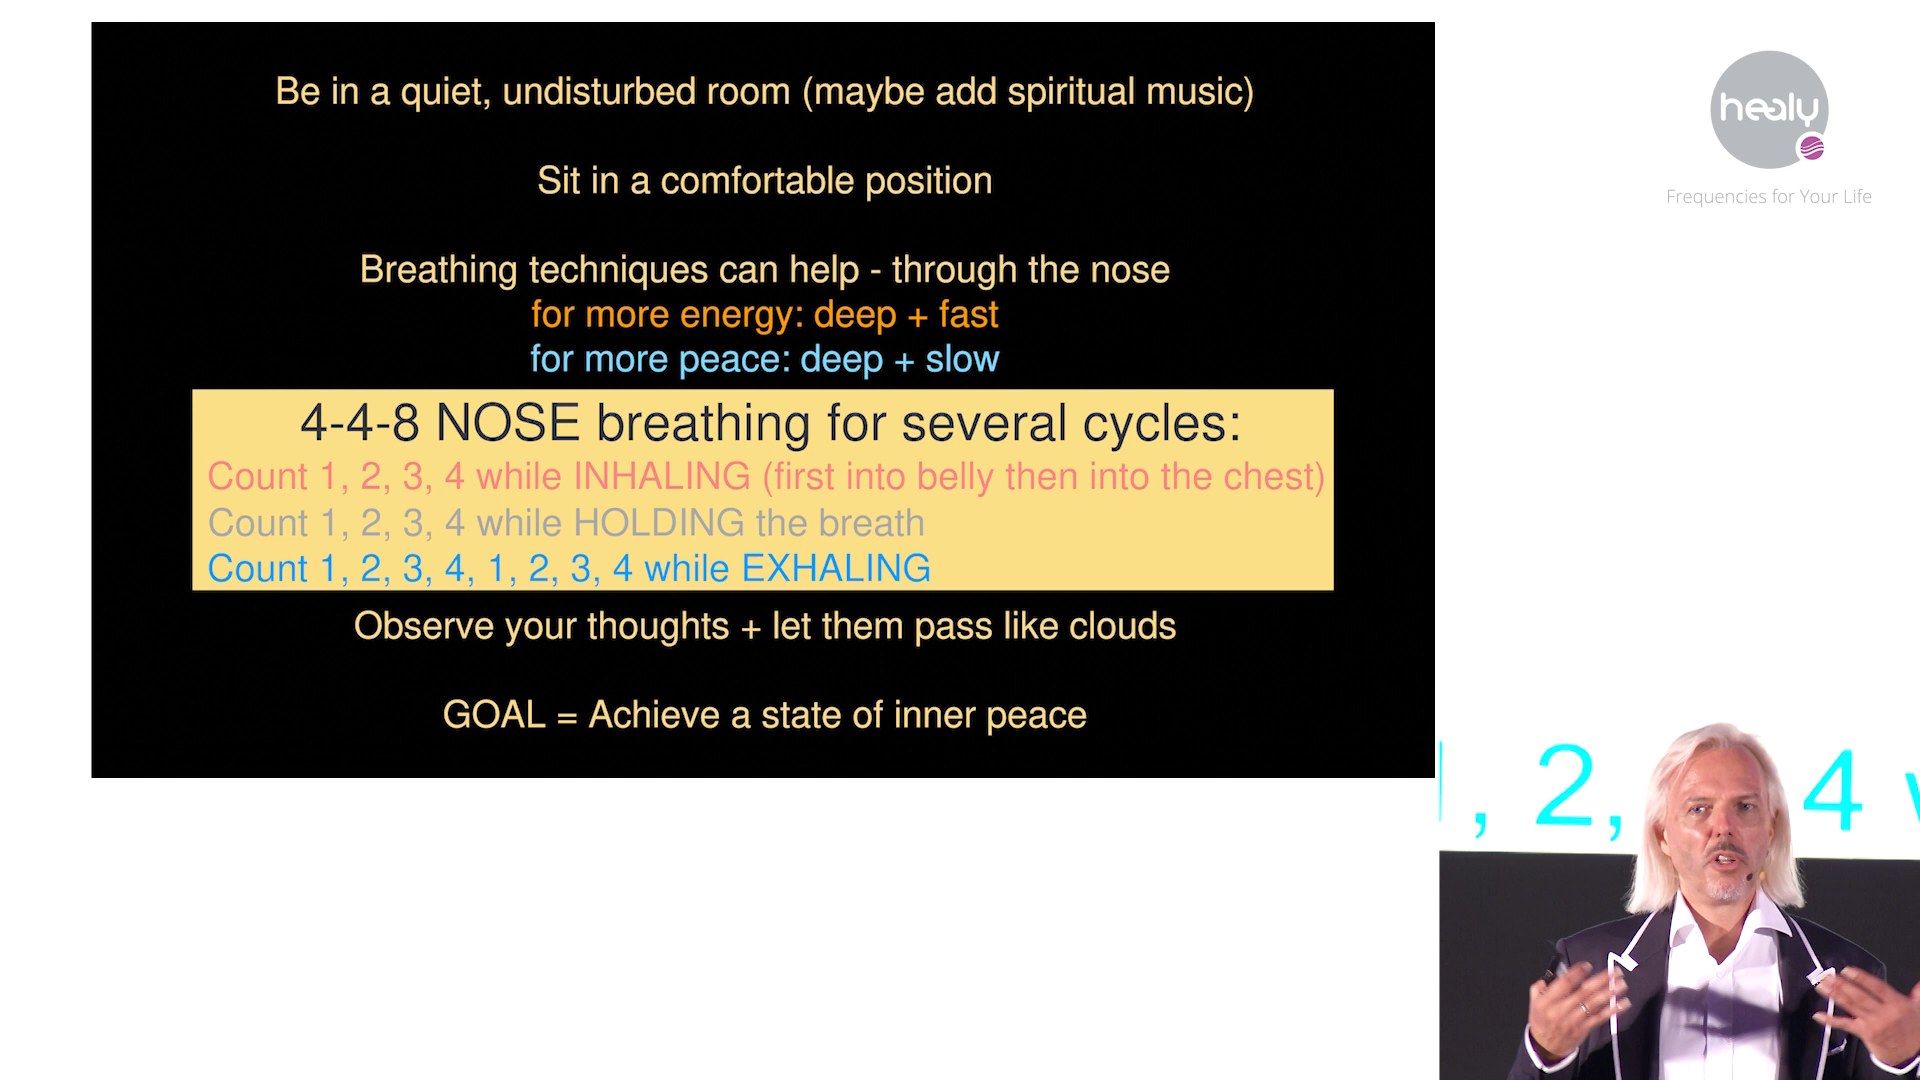 Be in a quiet, undisturbed room (maybe add spiritual music)
Sit in a comfortable position
Breathing techniques can help - through the nose
for more energy: deep + fast
for more peace: deep + slow
4-4-8 NOSE breathing for several cycles:
Count 1, 2, 3, 4 while INHALING (first into belly then into the chest)
Count 1, 2, 3, 4 while HOLDING the breath
Count 1, 2, 3, 4, 1, 2, 3, 4 while EXHALING
Observe your thoughts + let them pass like clouds
GOAL = Achieve a state of inner peace
healy
Frequencies for Your Life
, 2, 4